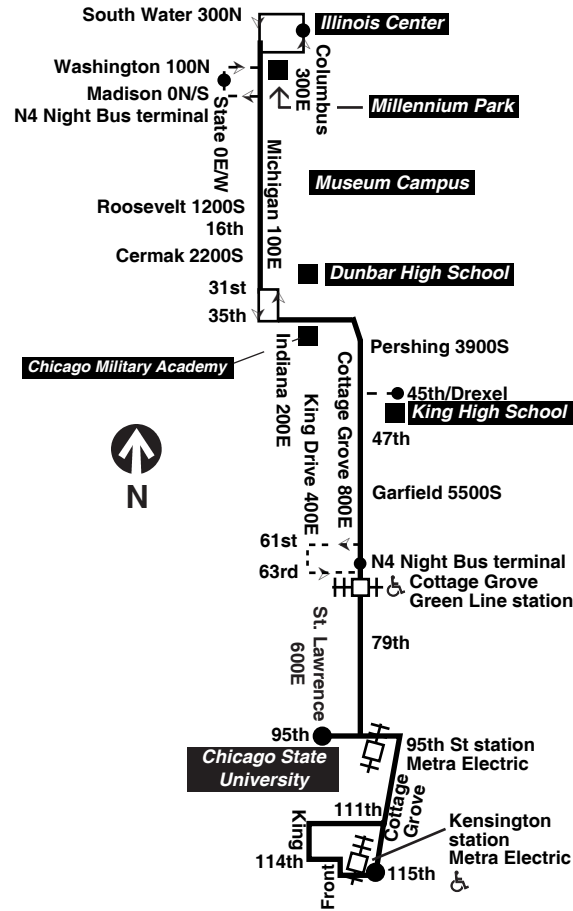 South Water 300N
Illinois Center
Washington 100N
Columbus
300E
Madison 0N/S
N4 Night Bus terminal
State 0E/W
Millennium Park
Michigan 100E
Museum Campus
Roosevelt 1200S
16th
Cermak 2200S
Dunbar High School
31st
35th
Pershing 3900S
Chicago Military Academy
Indiana 200E
King Drive 400E
Cottage Grove 800E
45th/Drexel
King High School
47th
N
Garfield 5500S
61st
63rd
N4 Night Bus terminal
Cottage Grove
Green Line station
St. Lawrence
600E
79th
95th
Chicago State
University
95th St station
Metra Electric
Cottage
Grove
111th
King
114th
Front
Kensington
station
Metra Electric
115th